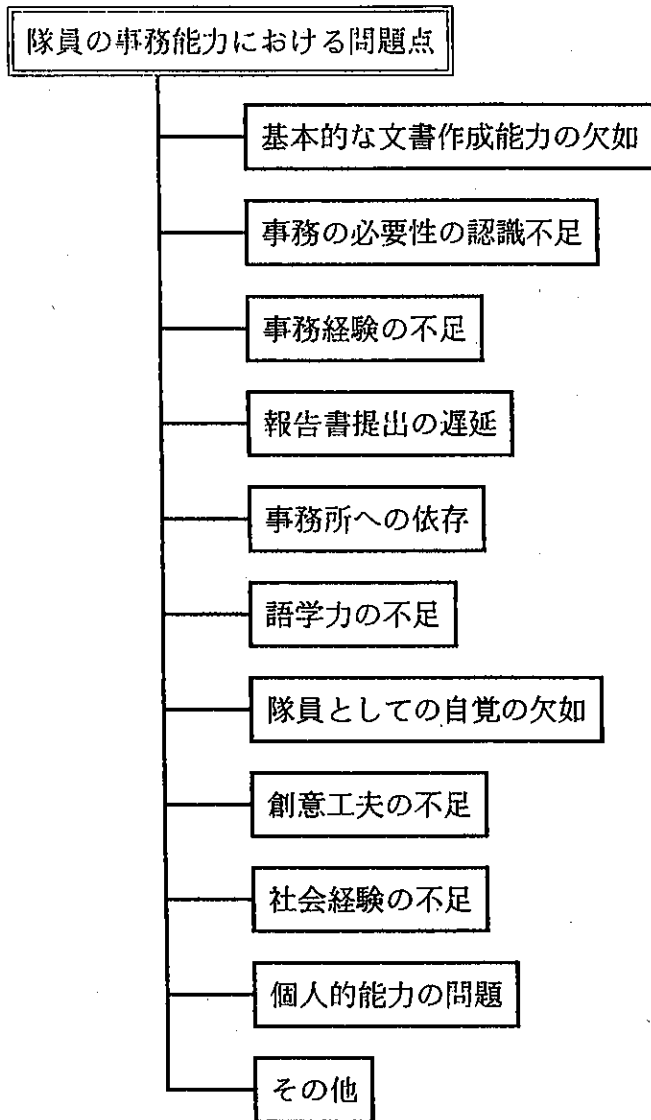 隊員の事務能力における問題点
基本的な文書作成能力の欠如
事務の必要性の認識不足
事務経験の不足
報告書提出の遅延
事務所への依存
語学力の不足
隊員としての自覚の欠如
創意工夫の不足
社会経験の不足
個人的能力の問題
その他